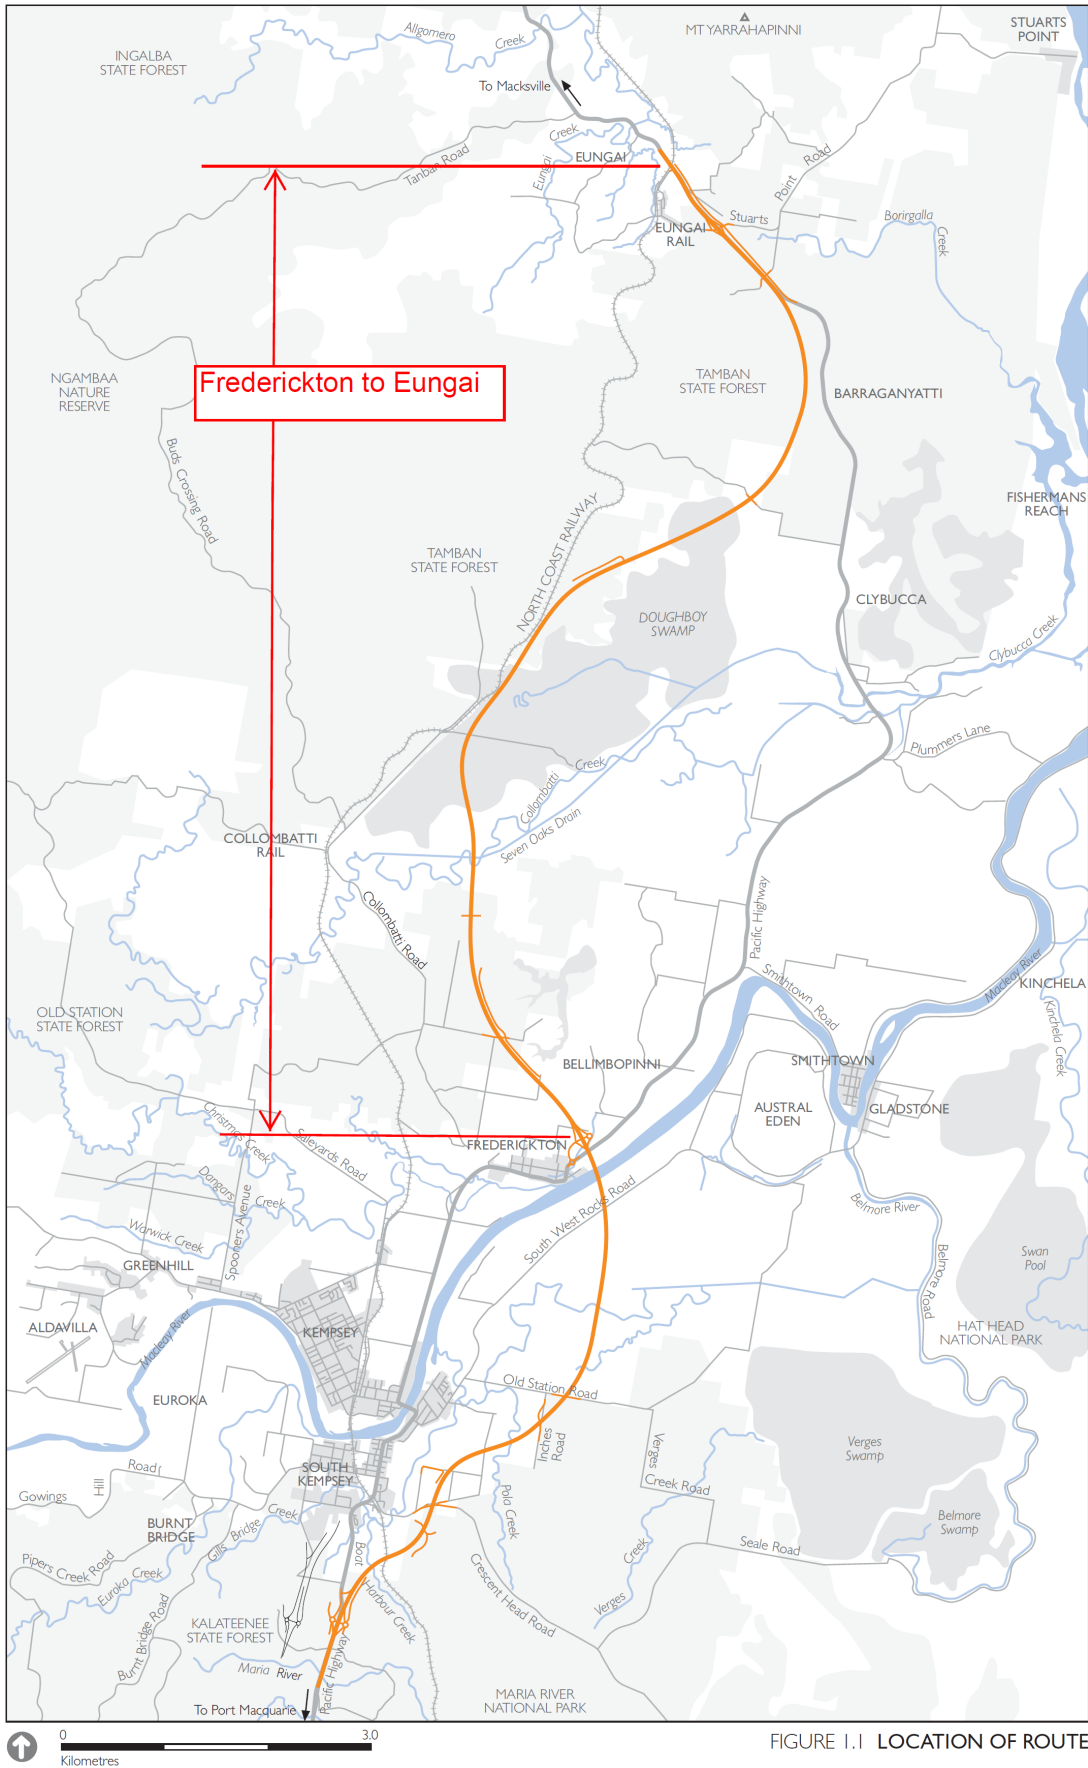 STUARTS
POINT
Allgomero
Creek
MT YARRAHAPINNI
INGALBA
STATE FOREST
To Macksville
Creek
EUNGAI
Tanban Road
Eungai
Point
Road
Stuarts
Borirgalla
Creek
EUNGAI
RAIL
NGAMBAA
NATURE
RESERVE
Frederickton to Eungai
TAMBAN
STATE FOREST
BARRAGANYATTI
Buds Crossing Road
FISHERMANS
REACH
NORTH COAST RAILWAY
TAMBAN
STATE FOREST
DOUGHBOY
SWAMP
CLYBUCCA
Clybucca Creek
Plummers Lane
Collombatti
Creek
Seven Oaks Drain
COLLOMBATTI
RAIL
Collombatti Road
Pacific Highway
Smithtown Road
Macleay River
KINCHELA
Kinchela Creek
OLD STATION
STATE FOREST
BELLIMBOPINNI
SMITHTOWN
AUSTRAL
EDEN
GLADSTONE
Christmas Creek
Saleyards Road
FREDERICKTON
Dangars
Creek
Spooners Avenue
South West Rocks Road
Belmore River
Warwick Creek
GREENHILL
Belmore Road
Swan
Pool
ALDAVILLA
Macleay River
KEMPSEY
HAT HEAD
NATIONAL PARK
EUROKA
Old Station Road
Inches
Road
Verges
Creek Road
Verges
Swamp
SOUTH
KEMPSEY
Road
Hill
Gowings
BURNT
BRIDGE
Gills Bridge
Creek
Pola Creek
Belmore
Swamp
Seale Road
Pipers Creek Road
Euroka Creek
Boat
Harbour Creek
Crescent Head Road
Verges
Creek
Burnt Bridge Road
KALATEENEE
STATE FOREST
Maria River
Pacific Highway
To Port Macquarie
MARIA RIVER
NATIONAL PARK
0
3.0
Kilometres
FIGURE 1.1 LOCATION OF ROUTE